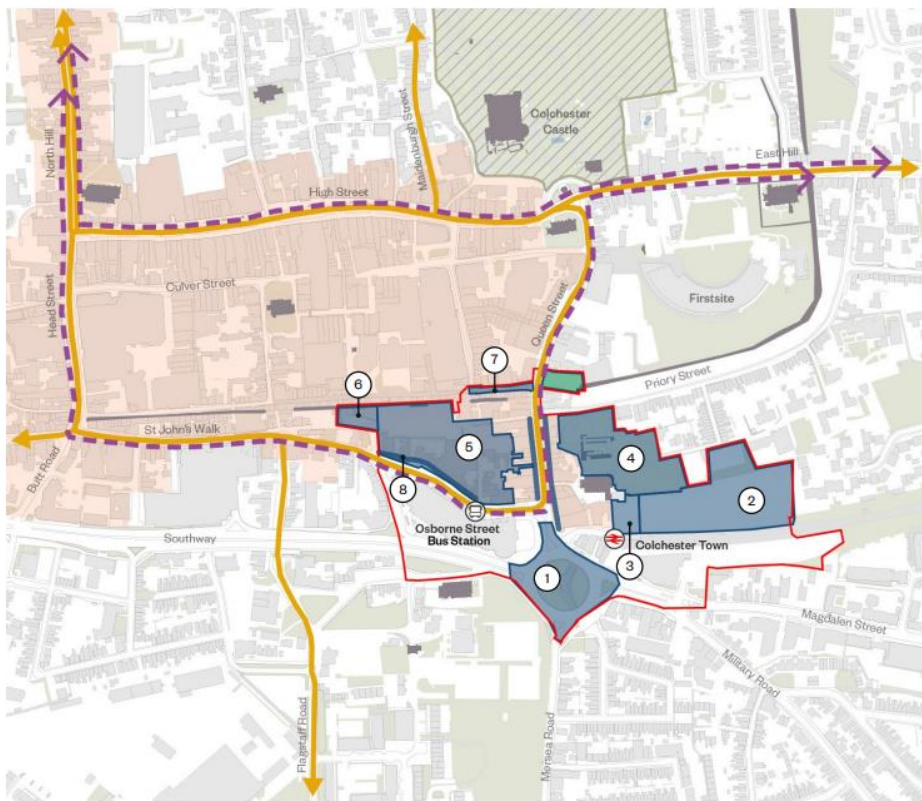 North Hill
Maidenburgh Street
Colchester
Castle
East Hill
High Street
Culver Street
Head Street
Queen Street
Firstsite
Priory Street
7
6
St John's Walk
5
4
Butt Road
8
2
Osborne Street
Bus Station
Southway
Colchester Town
3
1
Magdalen Street
Military Road
Flagstaff Road
Mersea Road